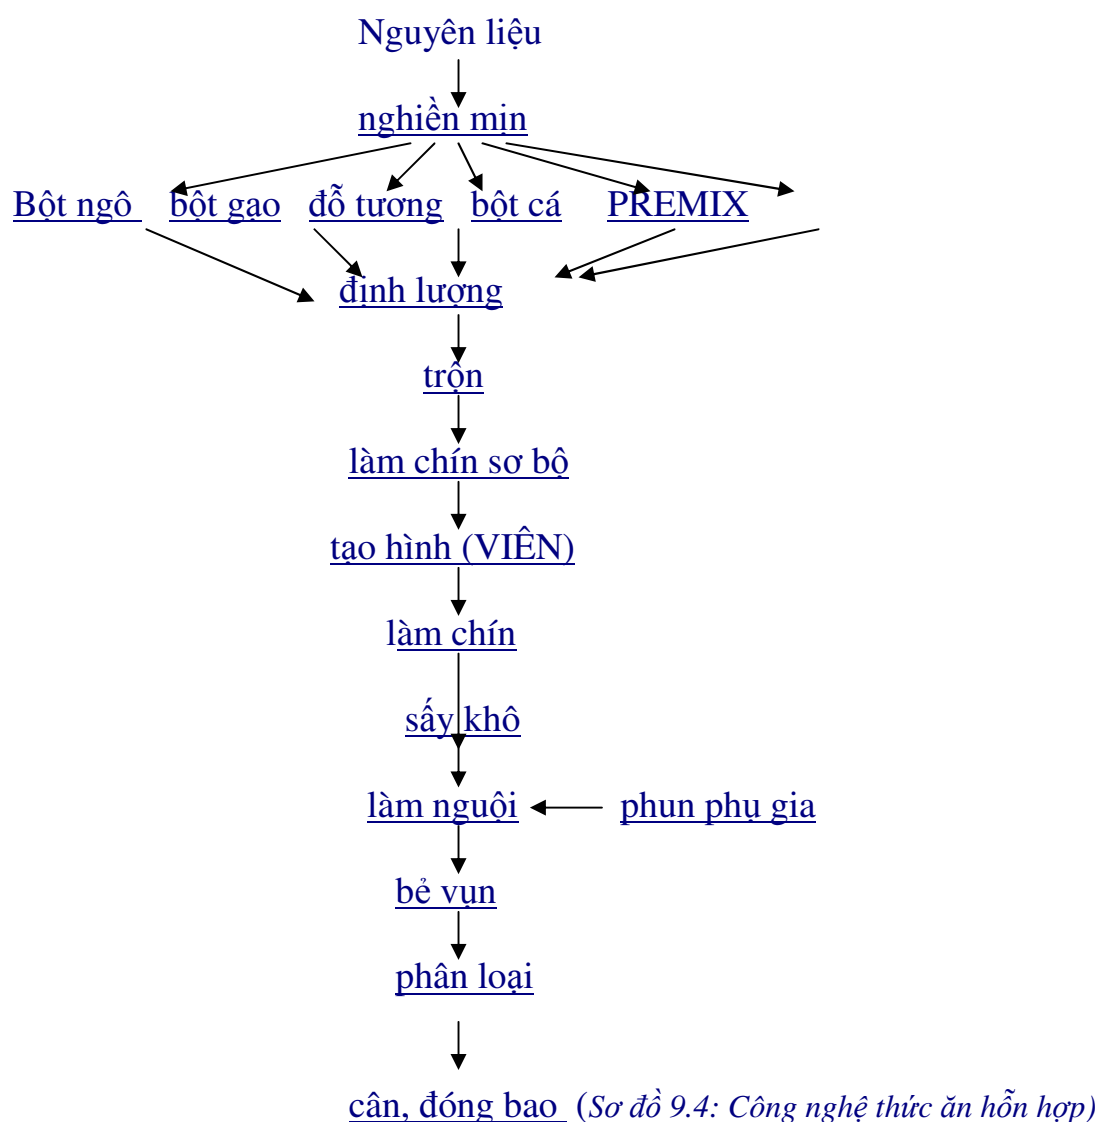 Nguyên liệu
nghiền mịn
Bột ngô bột gạo đỗ tương bột cá PREMIX
định lượng
trộn
làm chín sơ bộ
tạo hình (VIÊN)
làm chín
sấy khô
làm nguội phun phụ gia
bẻ vụn
phân loại
cân, đóng bao (Sơ đồ 9.4: Công nghệ thức ăn hỗn hợp)